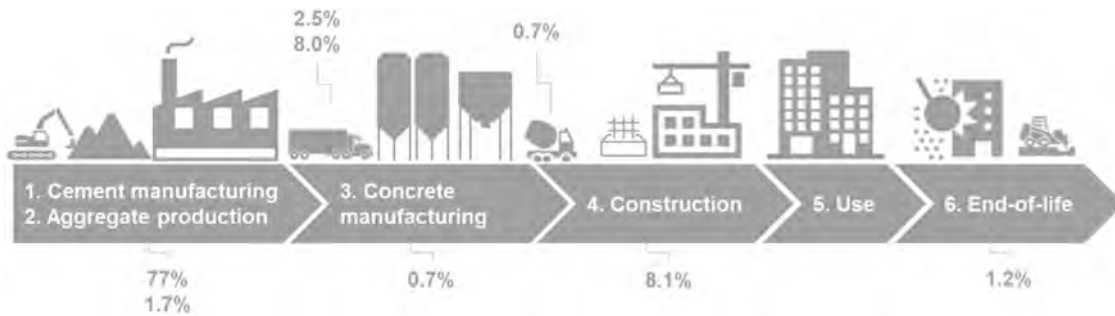 2.5%
8.0%
0.7%
1. Cement manufacturing
2. Aggregate production
3. Concrete
manufacturing
4. Construction
5. Use
6. End-of-life
77%
1.7%
0.7%
8.1%
1.2%